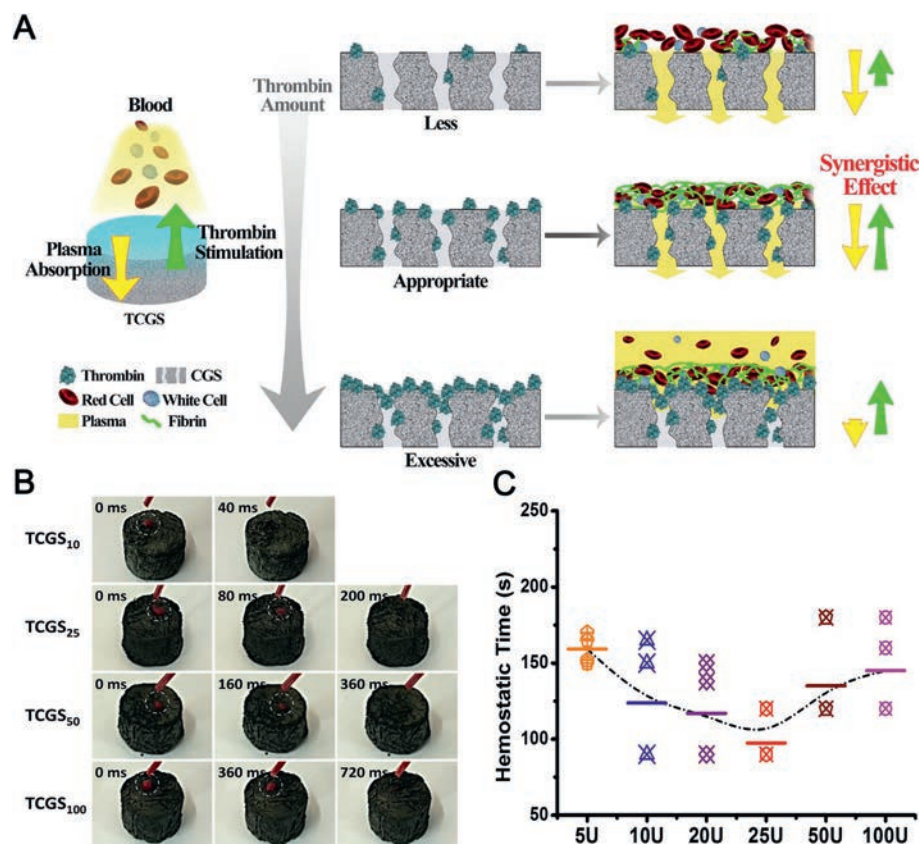 A
Blood
Plasma
Absorption
Thrombin
Stimulation
TCGS
Thrombin CGS
Red Cell White Cell
Plasma Fibrin
Thrombin
Amount
Less
Appropriate
Excessive
Synergistic
Effect
B
TCGS₁₀
0 ms 40 ms
TCGS₂₅
0 ms 80 ms 200 ms
TCGS₅₀
0 ms 160 ms 360 ms
TCGS₁₀₀
0 ms 360 ms 720 ms
C
Hemostatic Time (s)
250
200
150
100
50
5U 10U 20U 25U 50U 100U